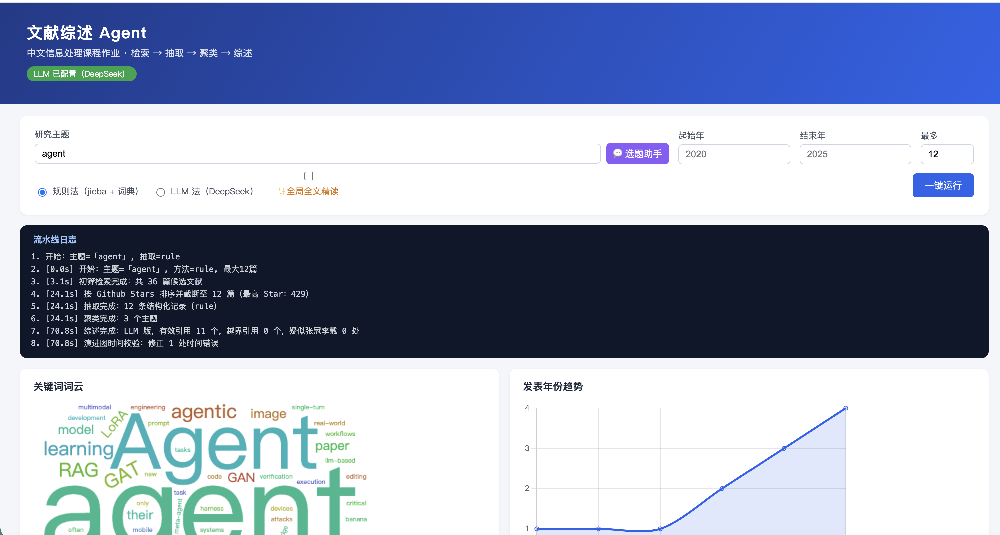 文献综述 Agent
中文信息处理课程作业 · 检索 → 抽取 → 聚类 → 综述
LLM 已配置（DeepSeek）
研究主题
起始年
结束年
最多
agent
💬 选题助手
2020
2025
12
规则法（jieba + 词典）
LLM 法（DeepSeek）
✨全局全文精读
一键运行
流水线日志
1. 开始: 主题=「agent」, 抽取=rule
2. [0.0s] 开始: 主题=「agent」, 方法=rule, 最大12篇
3. [3.1s] 初筛检索完成: 共 36 篇候选文献
4. [24.1s] 按 Github Stars 排序并截断至 12 篇 (最高 Star: 429)
5. [24.1s] 抽取完成: 12 条结构化记录 (rule)
6. [24.1s] 聚类完成: 3 个主题
7. [70.8s] 综述完成: LLM 版, 有效引用 11 个, 越界引用 0 个, 疑似张冠李戴 0 处
8. [70.8s] 演进图时间校验: 修正 1 处时间错误
关键词词云
multimodal
engineering
agentic
image
single-turn
development
LoRA
prompt
real-world
model
Agent
workflows
learning
tasks
paper
llm-based
RAG
GAT
new
code
GAN
verification
execution
editing
agent
task
only
their
meta-agent
harness
devices
attacks
critical
banana
often
mobile
systems
发表年份趋势
4
3
2
1